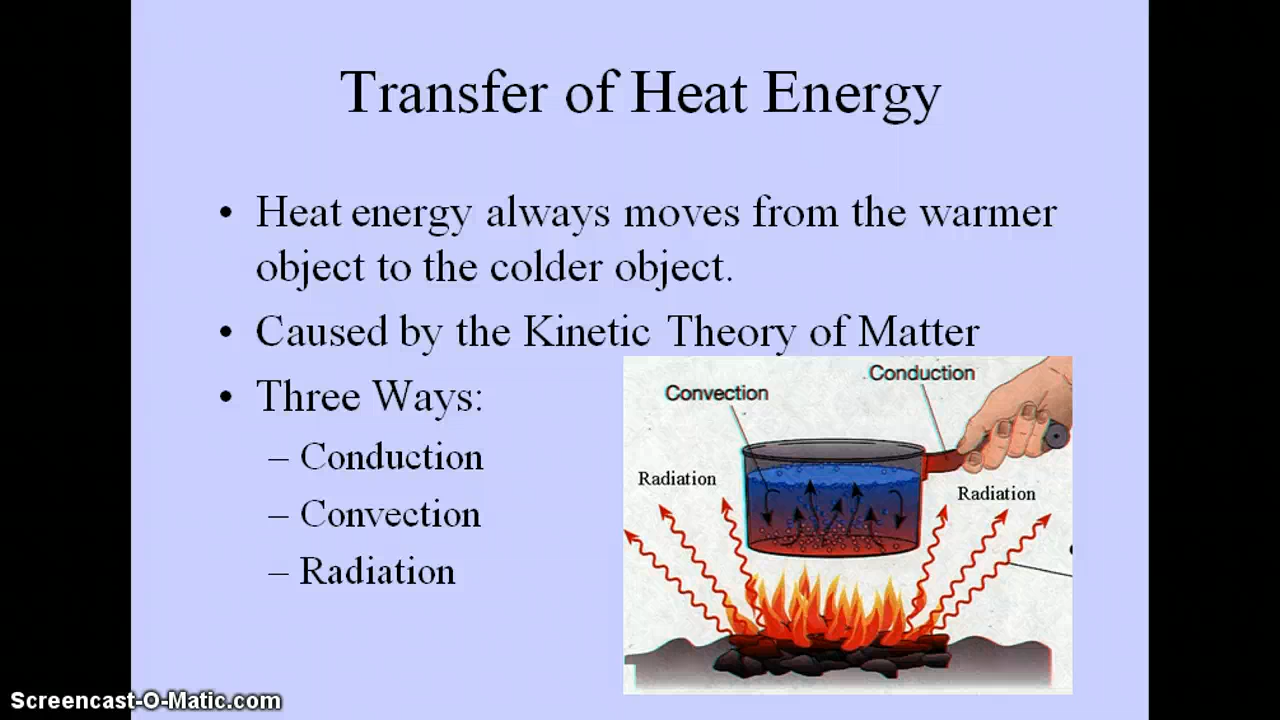 Transfer of Heat Energy
• Heat energy always moves from the warmer
object to the colder object.
• Caused by the Kinetic Theory of Matter
• Three Ways:
– Conduction
– Convection
– Radiation
Convection
Conduction
Radiation
Radiation
Screencast-O-Matic.com